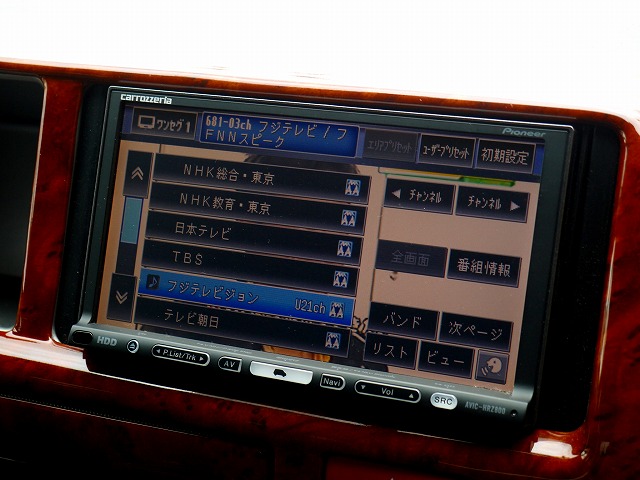 carrozzeria
Pioneer
ワンセグ1
681-03ch フジテレビ / フ
FNNスピーク
エリアプリセット
ユーザープリセット
初期設定
NHK総合・東京
NHK教育・東京
日本テレビ
TBS
フジテレビジョン U21ch
テレビ朝日
◀ チャンネル
チャンネル ▶
全画面
番組情報
バンド
次ページ
リスト
ビュー
HDD
◀ P.List/Trk ▶
AV
Navi
▼ Vol ▲
SRC
AVIC-HRZ900